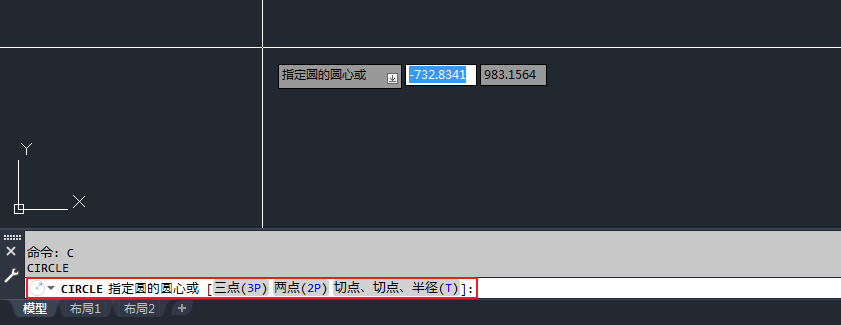 指定圆的圆心或 -732.8341 983.1564
Y
X
命令: C
CIRCLE
CIRCLE 指定圆的圆心或 [三点(3P) 两点(2P) 切点、切点、半径(T)]:
模型 布局1 布局2 +